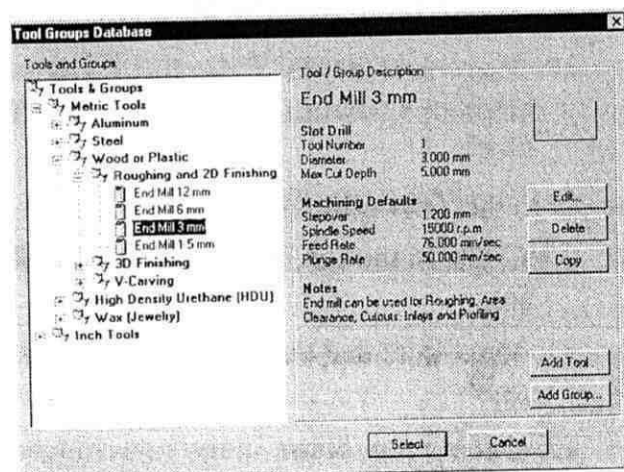 Tool Groups Database
Tools and Groups
Tools & Groups
Metric Tools
Aluminum
Steel
Wood or Plastic
Roughing and 2D Finishing
End Mill 12 mm
End Mill 6 mm
End Mill 3 mm
End Mill 1.5 mm
3D Finishing
V-Carving
High Density Urethane (HDU)
Wax (Jewelry)
Inch Tools
Tool / Group Description
End Mill 3 mm
Slot Drill
Tool Number 1
Diameter 3.000 mm
Max Cut Depth 5.000 mm
Machining Defaults
Stepover 1.200 mm
Spindle Speed 15000 r.p.m
Feed Rate 76.000 mm/sec
Plunge Rate 50.000 mm/sec
Notes
End mill can be used for Roughing, Area
Clearance, Cutouts, Inlays and Profiling
Edit...
Delete
Copy
Add Tool...
Add Group...
Select
Cancel